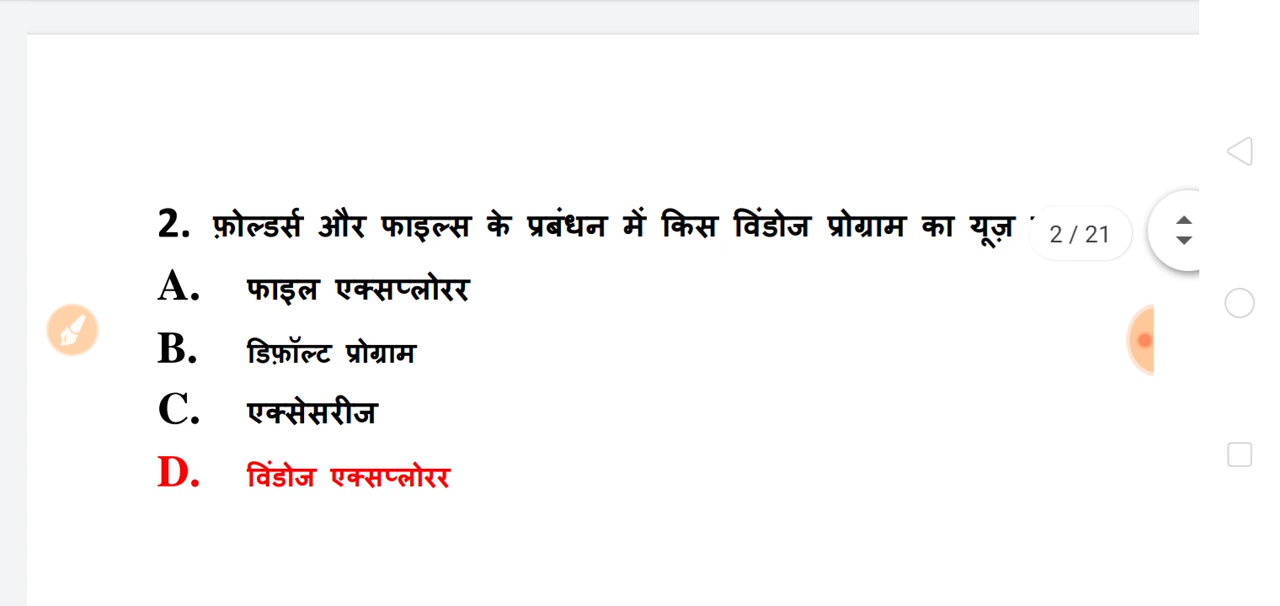 2. फ़ोल्डर्स और फाइल्स के प्रबंधन में किस विंडोज प्रोग्राम का यूज़
2 / 21
A. फाइल एक्सप्लोरर
B. डिफ़ॉल्ट प्रोग्राम
C. एक्सेसरीज
D. विंडोज एक्सप्लोरर